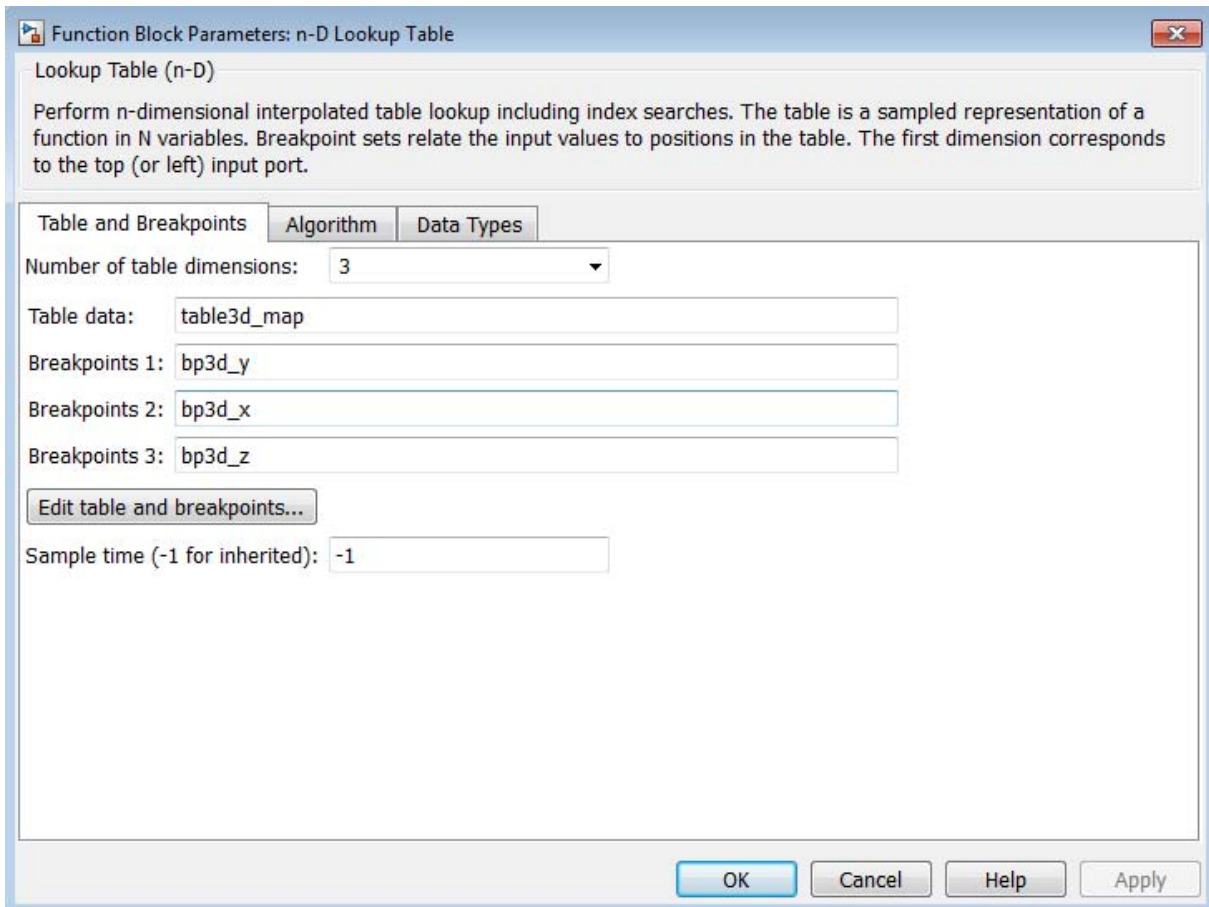 Function Block Parameters: n-D Lookup Table
Lookup Table (n-D)
Perform n-dimensional interpolated table lookup including index searches. The table is a sampled representation of a
function in N variables. Breakpoint sets relate the input values to positions in the table. The first dimension corresponds
to the top (or left) input port.
Table and Breakpoints Algorithm Data Types
Number of table dimensions: 3
Table data: table3d_map
Breakpoints 1: bp3d_y
Breakpoints 2: bp3d_x
Breakpoints 3: bp3d_z
Edit table and breakpoints...
Sample time (-1 for inherited): -1
OK Cancel Help Apply